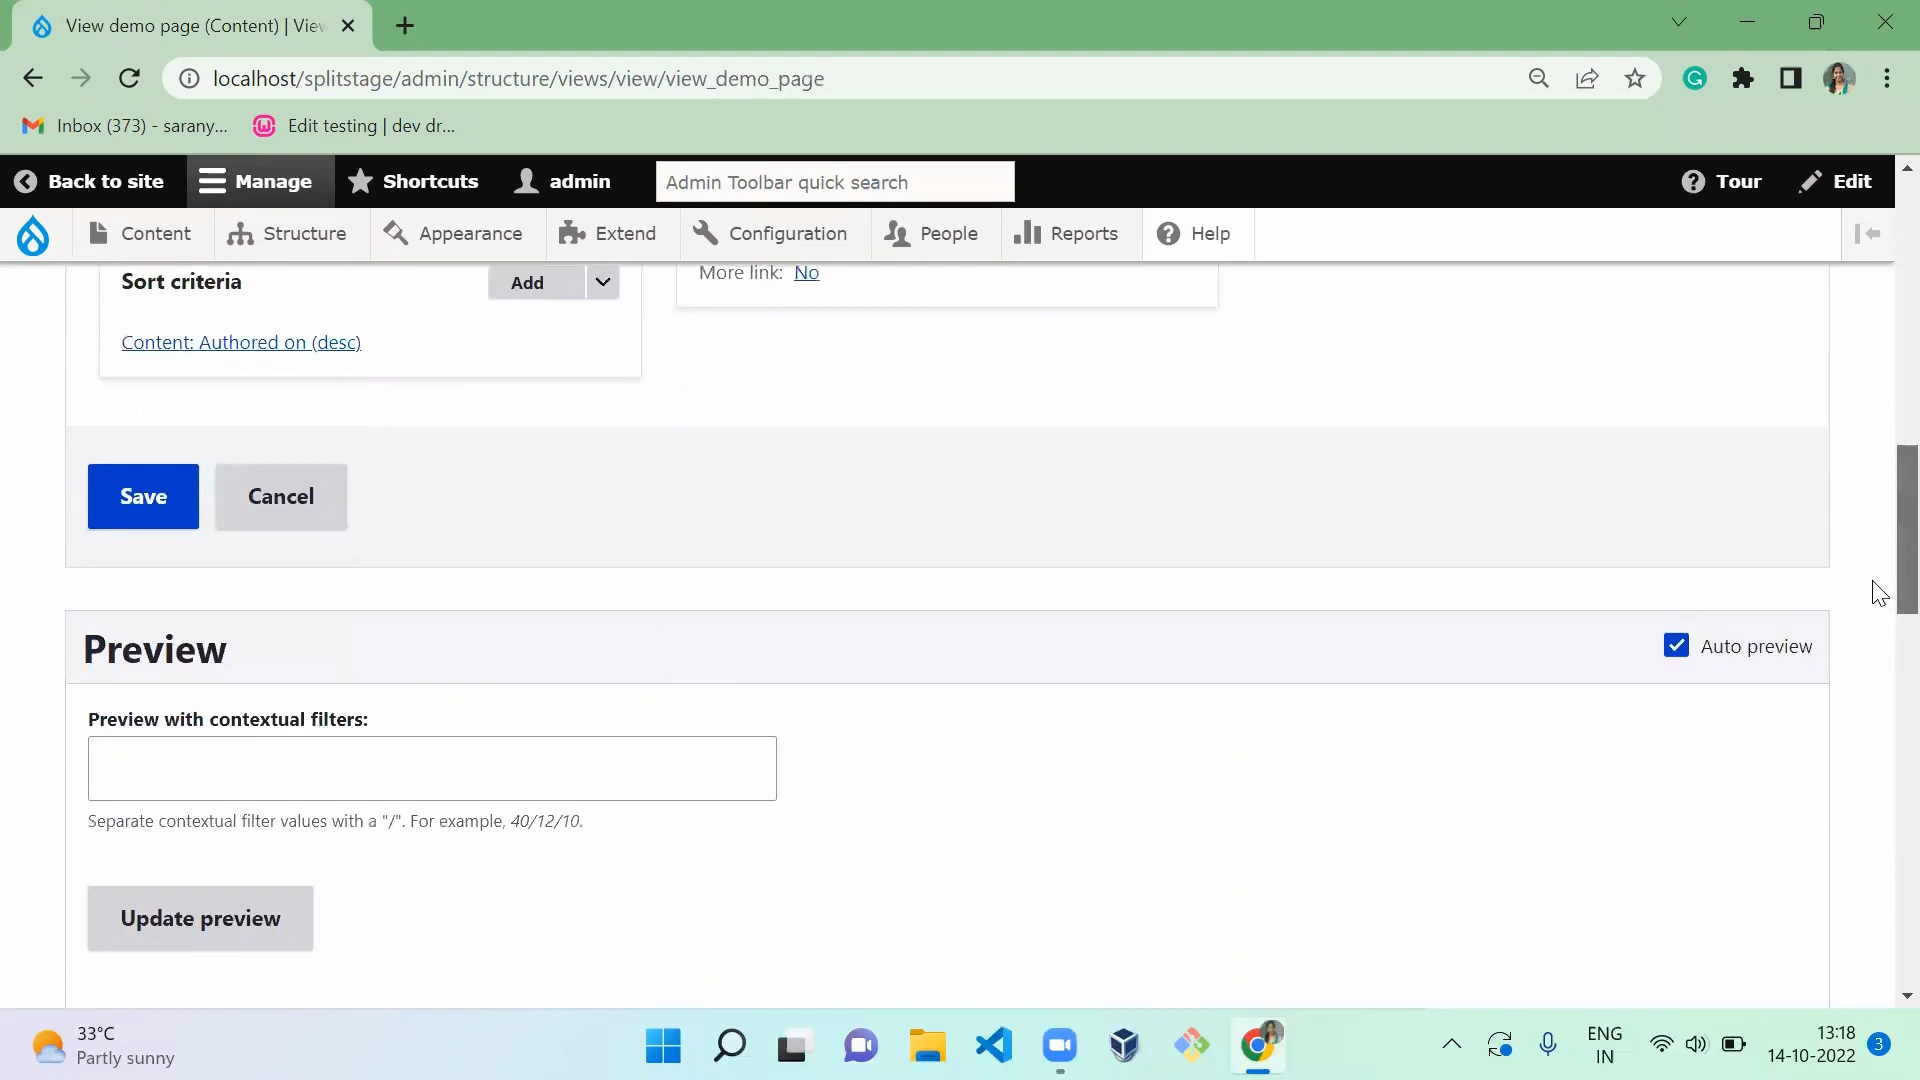 View demo page (Content) | View
localhost/splitstage/admin/structure/views/view/view_demo_page
Inbox (373) - sarany...
Edit testing | dev dr...
Back to site
Manage
Shortcuts
admin
Admin Toolbar quick search
Tour
Edit
Content
Structure
Appearance
Extend
Configuration
People
Reports
Help
Sort criteria
Add
More link: No
Content: Authored on (desc)
Save
Cancel
Preview
Auto preview
Preview with contextual filters:
Separate contextual filter values with a "/". For example, 40/12/10.
Update preview
33°C
Partly sunny
ENG
IN
13:18
14-10-2022
3